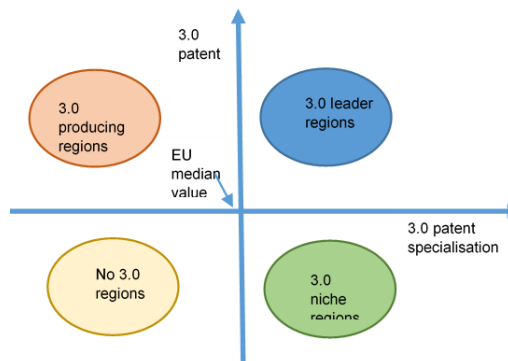 3.0
patent
3.0
producing
regions
3.0 leader
regions
EU
median
value
3.0 patent
specialisation
No 3.0
regions
3.0
niche
regions